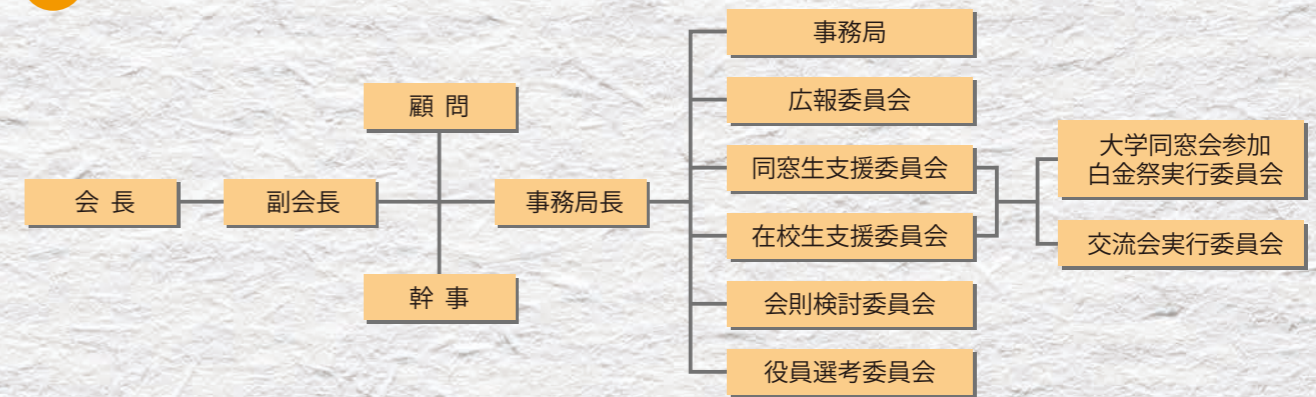 会長
副会長
顧問
幹事
事務局長
事務局
広報委員会
同窓生支援委員会
在校生支援委員会
会則検討委員会
役員選考委員会
大学同窓会参加
白金祭実行委員会
交流会実行委員会